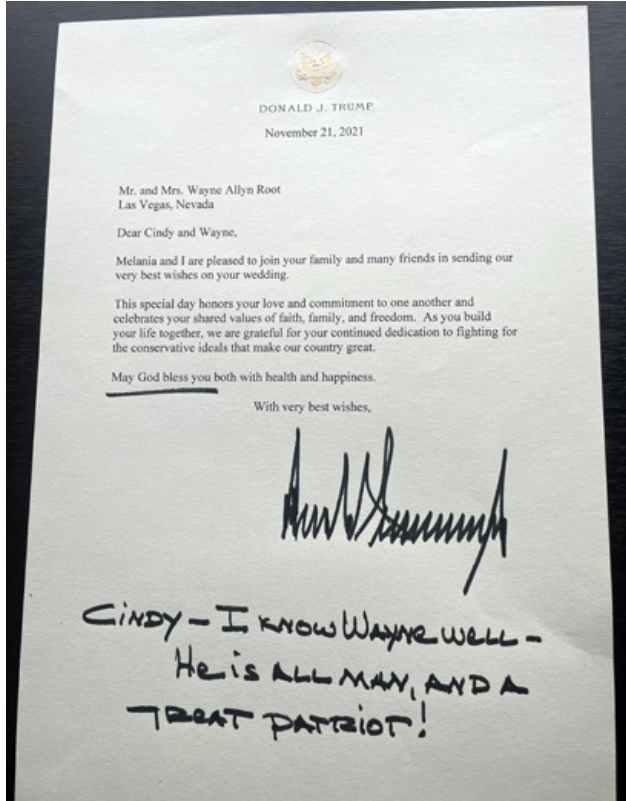 DONALD J. TRUMP
November 21, 2021
Mr. and Mrs. Wayne Allyn Root
Las Vegas, Nevada
Dear Cindy and Wayne,
Melania and I are pleased to join your family and many friends in sending our
very best wishes on your wedding.
This special day honors your love and commitment to one another and
celebrates your shared values of faith, family, and freedom.  As you build
your life together, we are grateful for your continued dedication to fighting for
the conservative ideals that make our country great.
May God bless you both with health and happiness.
With very best wishes,
CINDY – I KNOW WAYNE WELL –
He is ALL MAN, AND A
GREAT PATRIOT!